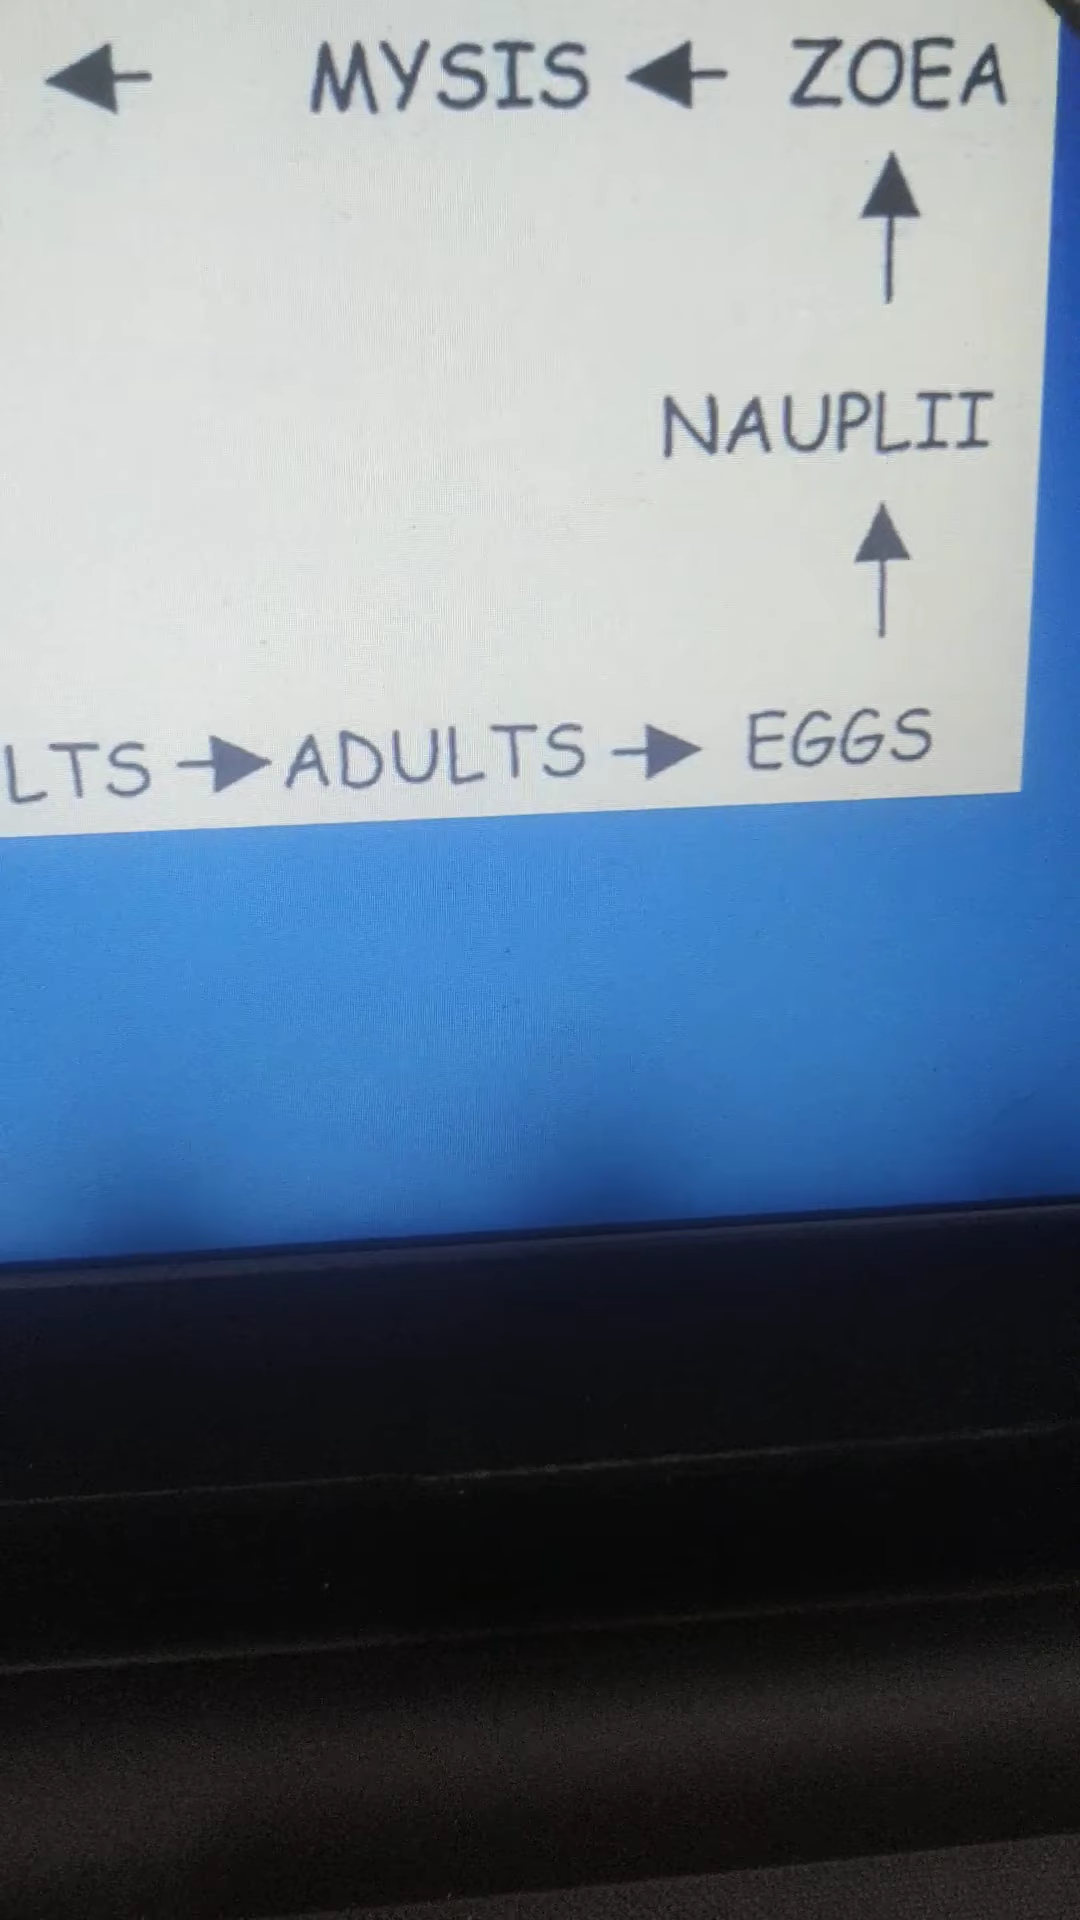 ← MYSIS ← ZOEA
↑
NAUPLII
↑
LTS → ADULTS → EGGS